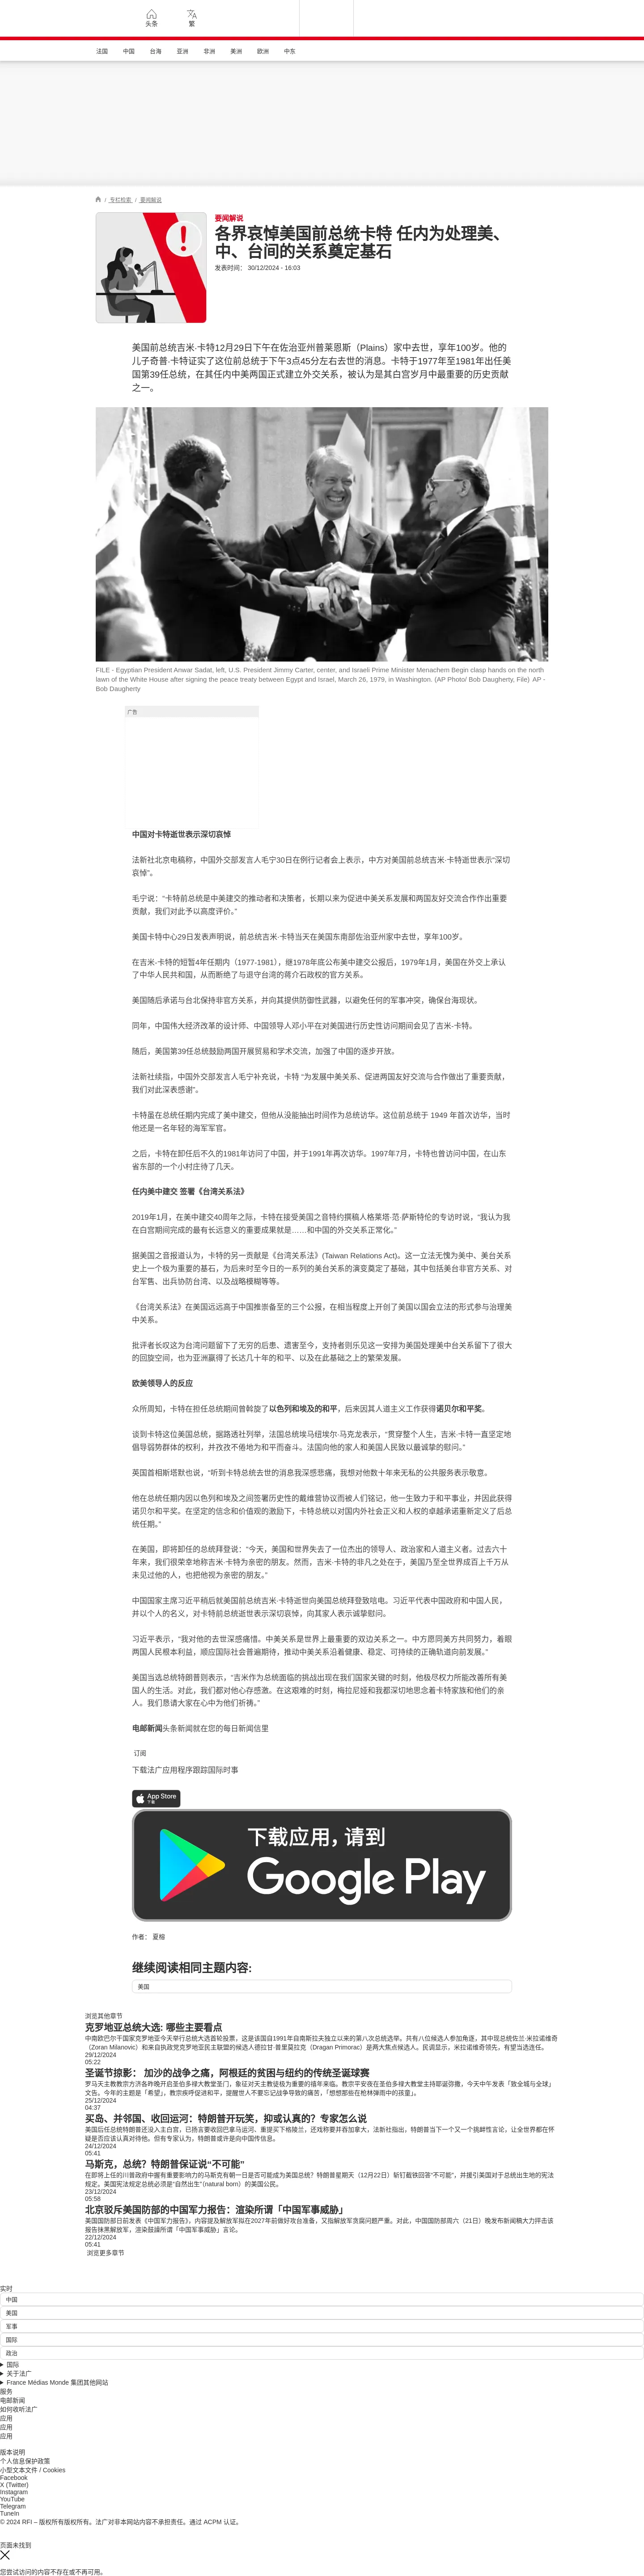 头条
繁
法国
中国
台海
亚洲
非洲
美洲
欧洲
中东
/ 专栏检索 / 要闻解说
要闻解说
各界哀悼美国前总统卡特 任内为处理美、
中、台间的关系奠定基石
发表时间： 30/12/2024 - 16:03
美国前总统吉米·卡特12月29日下午在佐治亚州普莱恩斯（Plains）家中去世，享年100岁。他的
儿子奇普·卡特证实了这位前总统于下午3点45分左右去世的消息。卡特于1977年至1981年出任美
国第39任总统，在其任内中美两国正式建立外交关系，被认为是其白宫岁月中最重要的历史贡献
之一。
FILE - Egyptian President Anwar Sadat, left, U.S. President Jimmy Carter, center, and Israeli Prime Minister Menachem Begin clasp hands on the north
lawn of the White House after signing the peace treaty between Egypt and Israel, March 26, 1979, in Washington. (AP Photo/ Bob Daugherty, File) AP -
Bob Daugherty
广告
中国对卡特逝世表示深切哀悼
法新社北京电稿称，中国外交部发言人毛宁30日在例行记者会上表示，中方对美国前总统吉米·卡特逝世表示“深切
哀悼”。
毛宁说：“卡特前总统是中美建交的推动者和决策者，长期以来为促进中美关系发展和两国友好交流合作作出重要
贡献，我们对此予以高度评价。”
美国卡特中心29日发表声明说，前总统吉米·卡特当天在美国东南部佐治亚州家中去世，享年100岁。
在吉米-卡特的短暂4年任期内（1977-1981），继1978年底公布美中建交公报后，1979年1月，美国在外交上承认
了中华人民共和国，从而断绝了与退守台湾的蒋介石政权的官方关系。
美国随后承诺与台北保持非官方关系，并向其提供防御性武器，以避免任何的军事冲突，确保台海现状。
同年，中国伟大经济改革的设计师、中国领导人邓小平在对美国进行历史性访问期间会见了吉米·卡特。
随后，美国第39任总统鼓励两国开展贸易和学术交流，加强了中国的逐步开放。
法新社续指，中国外交部发言人毛宁补充说，卡特 “为发展中美关系、促进两国友好交流与合作做出了重要贡献，
我们对此深表感谢”。
卡特虽在总统任期内完成了美中建交，但他从没能抽出时间作为总统访华。这位前总统于 1949 年首次访华，当时
他还是一名年轻的海军军官。
之后，卡特在卸任后不久的1981年访问了中国，并于1991年再次访华。1997年7月，卡特也曾访问中国，在山东
省东部的一个小村庄待了几天。
任内美中建交 签署《台湾关系法》
2019年1月，在美中建交40周年之际，卡特在接受美国之音特约撰稿人格莱塔·范·萨斯特伦的专访时说，“我认为我
在白宫期间完成的最有长远意义的重要成果就是……和中国的外交关系正常化。”
据美国之音报道认为，卡特的另一贡献是《台湾关系法》(Taiwan Relations Act)。这一立法无愧为美中、美台关系
史上一个极为重要的基石，为后来时至今日的一系列的美台关系的演变奠定了基础，其中包括美台非官方关系、对
台军售、出兵协防台湾、以及战略模糊等等。
《台湾关系法》在美国远远高于中国推崇备至的三个公报，在相当程度上开创了美国以国会立法的形式参与治理美
中关系。
批评者长叹这为台湾问题留下了无穷的后患、遗害至今，支持者则乐见这一安排为美国处理美中台关系留下了很大
的回旋空间，也为亚洲赢得了长达几十年的和平、以及在此基础之上的繁荣发展。
欧美领导人的反应
众所周知，卡特在担任总统期间曾斡旋了以色列和埃及的和平，后来因其人道主义工作获得诺贝尔和平奖。
谈到卡特这位美国总统，据路透社列举，法国总统埃马纽埃尔·马克龙表示，“贯穿整个人生，吉米·卡特一直坚定地
倡导弱势群体的权利，并孜孜不倦地为和平而奋斗。法国向他的家人和美国人民致以最诚挚的慰问。”
英国首相斯塔默也说，“听到卡特总统去世的消息我深感悲痛，我想对他数十年来无私的公共服务表示敬意。
他在总统任期内因以色列和埃及之间签署历史性的戴维营协议而被人们铭记，他一生致力于和平事业，并因此获得
诺贝尔和平奖。在坚定的信念和价值观的激励下，卡特总统以对国内外社会正义和人权的卓越承诺重新定义了后总
统任期。”
在美国，即将卸任的总统拜登说：“今天，美国和世界失去了一位杰出的领导人、政治家和人道主义者。过去六十
年来，我们很荣幸地称吉米·卡特为亲密的朋友。然而，吉米·卡特的非凡之处在于，美国乃至全世界成百上千万从
未见过他的人，也把他视为亲密的朋友。”
中国国家主席习近平稍后就美国前总统吉米·卡特逝世向美国总统拜登致唁电。习近平代表中国政府和中国人民，
并以个人的名义，对卡特前总统逝世表示深切哀悼，向其家人表示诚挚慰问。
习近平表示，“我对他的去世深感痛惜。中美关系是世界上最重要的双边关系之一。中方愿同美方共同努力，着眼
两国人民根本利益，顺应国际社会普遍期待，推动中美关系沿着健康、稳定、可持续的正确轨道向前发展。”
美国当选总统特朗普则表示，“吉米作为总统面临的挑战出现在我们国家关键的时刻，他极尽权力所能改善所有美
国人的生活。对此，我们都对他心存感激。在这艰难的时刻，梅拉尼娅和我都深切地思念着卡特家族和他们的亲
人。我们恳请大家在心中为他们祈祷。”
电邮新闻头条新闻就在您的每日新闻信里
订阅
下载法广应用程序跟踪国际时事
App Store
下载
下载应用，请到
Google Play
作者： 夏榕
继续阅读相同主题内容:
美国
浏览其他章节
克罗地亚总统大选: 哪些主要看点
中南欧巴尔干国家克罗地亚今天举行总统大选首轮投票，这是该国自1991年自南斯拉夫独立以来的第八次总统选举。共有八位候选人参加角逐，其中现总统佐兰·米拉诺维奇
（Zoran Milanovic）和来自执政党克罗地亚民主联盟的候选人德拉甘·普里莫拉克（Dragan Primorac）是两大焦点候选人。民调显示，米拉诺维奇领先，有望当选连任。
29/12/2024
05:22
圣诞节掠影： 加沙的战争之痛，阿根廷的贫困与纽约的传统圣诞球赛
罗马天主教教宗方济各昨晚开启圣伯多禄大教堂圣门，象征对天主教徒极为重要的禧年来临。教宗平安夜在圣伯多禄大教堂主持耶诞弥撒，今天中午发表「致全城与全球」
文告。今年的主题是「希望」，教宗疾呼促进和平，提醒世人不要忘记战争导致的痛苦，「想想那些在枪林弹雨中的孩童」。
25/12/2024
04:37
买岛、并邻国、收回运河：特朗普开玩笑，抑或认真的？专家怎么说
美国后任总统特朗普还没入主白宫，已扬言要收回巴拿马运河、重提买下格陵兰，还戏称要并吞加拿大，法新社指出，特朗普当下一个又一个挑衅性言论，让全世界都在怀
疑是否应该认真对待他。但有专家认为，特朗普或许是向中国传信息。
24/12/2024
05:41
马斯克，总统？特朗普保证说"不可能"
在即将上任的川普政府中握有重要影响力的马斯克有朝一日是否可能成为美国总统？特朗普星期天（12月22日）斩钉截铁回答"不可能"，并援引美国对于总统出生地的宪法
规定。美国宪法规定总统必须是"自然出生"（natural born）的美国公民。
23/12/2024
05:58
北京驳斥美国防部的中国军力报告：渲染所谓「中国军事威胁」
美国国防部日前发表《中国军力报告》，内容提及解放军拟在2027年前做好攻台准备，又指解放军贪腐问题严重。对此，中国国防部周六（21日）晚发布新闻稿大力抨击该
报告抹黑解放军，渲染鼓譟所谓「中国军事威胁」言论。
22/12/2024
05:41
浏览更多章节
实时
中国
美国
军事
国际
政治
国际
关于法广
France Médias Monde 集团其他网站
服务
电邮新闻
如何收听法广
应用
应用
应用
版本说明
个人信息保护政策
小型文本文件 / Cookies
Facebook
X (Twitter)
Instagram
YouTube
Telegram
TuneIn
© 2024 RFI – 版权所有版权所有。法广对非本网站内容不承担责任。通过 ACPM 认证。
页面未找到
您尝试访问的内容不存在或不再可用。